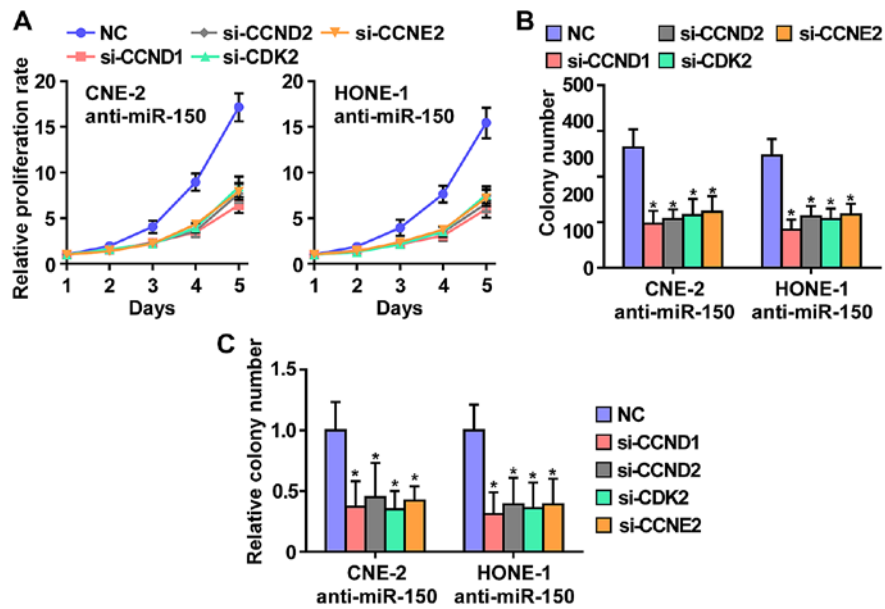 A
NC
si-CCND2
si-CCNE2
si-CCND1
si-CDK2
Relative proliferation rate
20
15
10
5
0
CNE-2
anti-miR-150
1 2 3 4 5
Days
20
15
10
5
0
HONE-1
anti-miR-150
1 2 3 4 5
Days
B
NC
si-CCND2
si-CCNE2
si-CCND1
si-CDK2
Colony number
500
400
300
200
100
0
* * * *
* * * *
CNE-2
anti-miR-150
HONE-1
anti-miR-150
C
Relative colony number
1.5
1.0
0.5
0
* * * *
* * * *
CNE-2
anti-miR-150
HONE-1
anti-miR-150
NC
si-CCND1
si-CCND2
si-CDK2
si-CCNE2